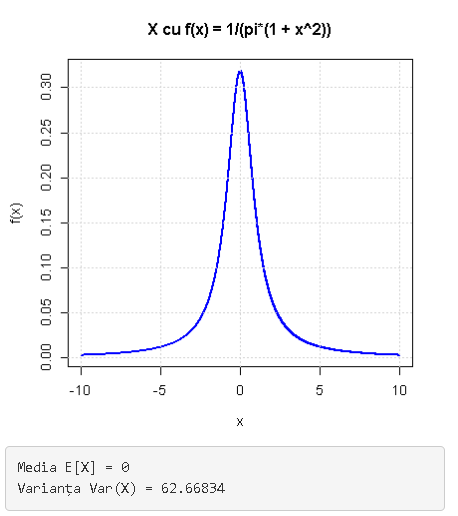 X cu f(x) = 1/(pi*(1 + x^2))
0.30
0.25
0.20
0.15
0.10
0.05
0.00
f(x)
-10 -5 0 5 10
x
Media E[X] = 0
Varianța Var(X) = 62.66834